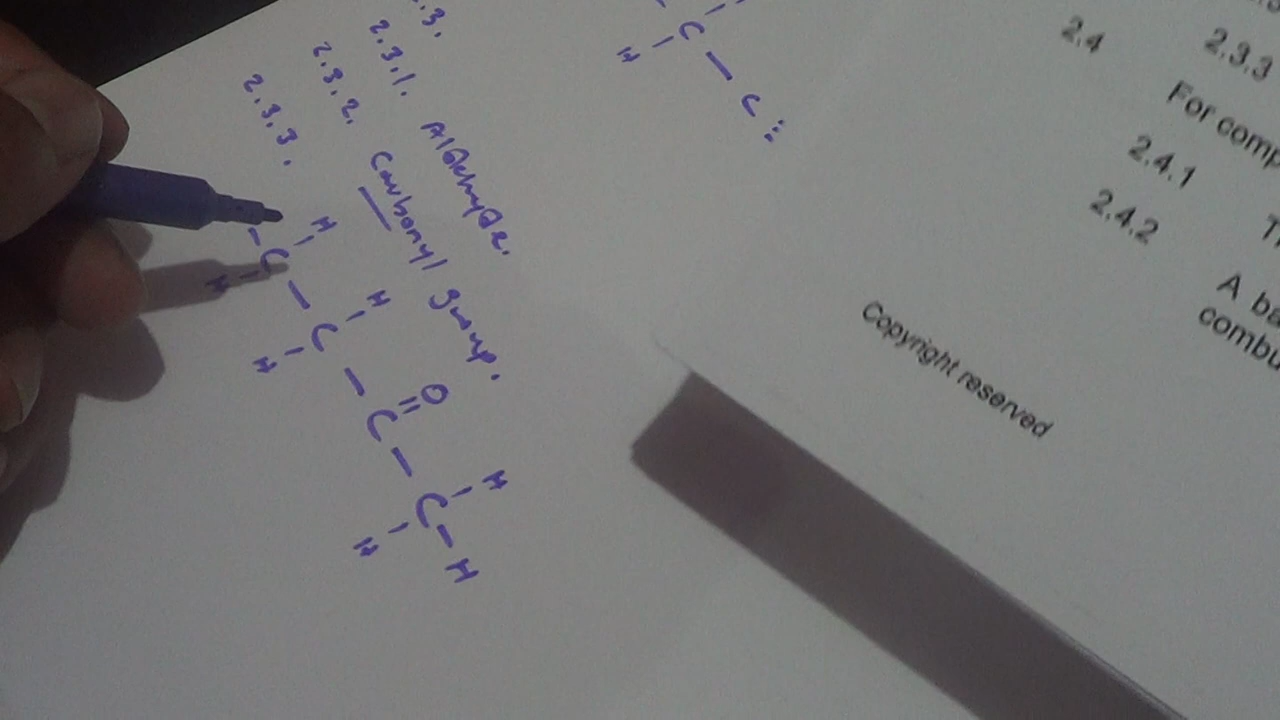 .3.
2.3.1. Aldehyde.
2.3.2. Carbonyl group.
2.3.3.
H H
- C - C - C - C - H
H H =O H H
C - C
H
2.3.3
2.4
For comp
2.4.1
2.4.2
A ba
combu
Copyright reserved